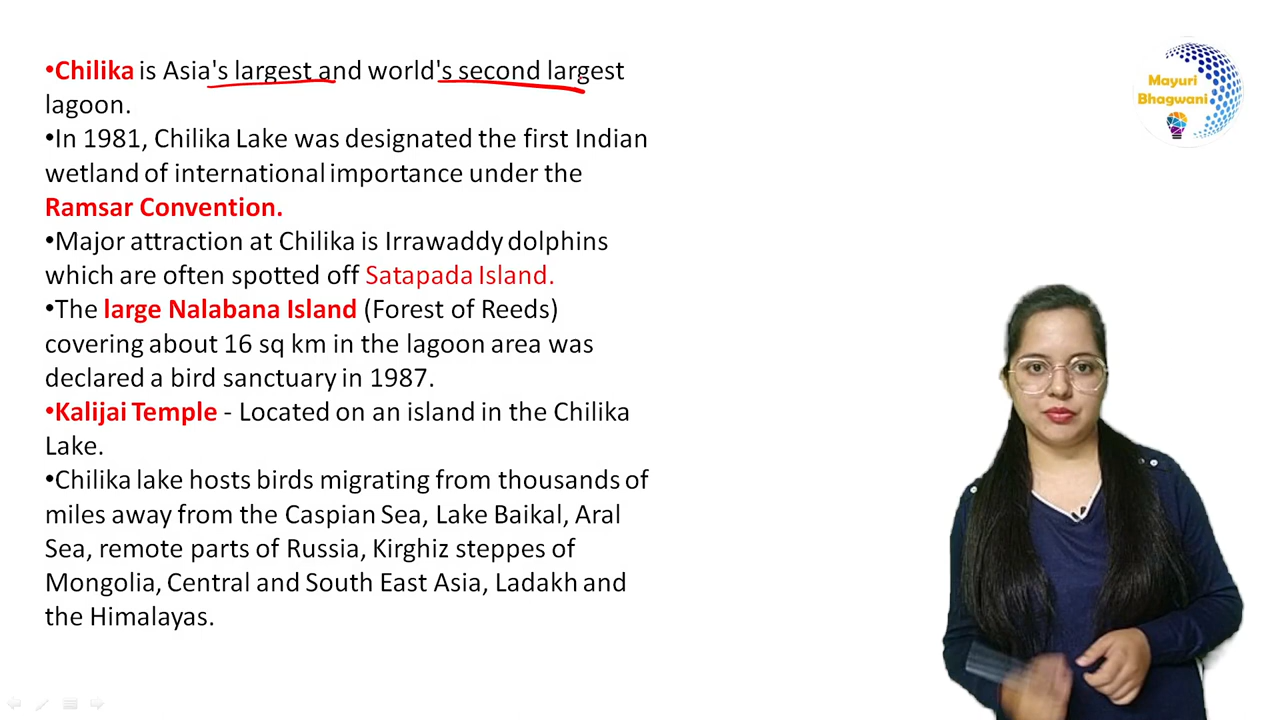 •Chilika is Asia's largest and world's second largest
lagoon.
•In 1981, Chilika Lake was designated the first Indian
wetland of international importance under the
Ramsar Convention.
•Major attraction at Chilika is Irrawaddy dolphins
which are often spotted off Satapada Island.
•The large Nalabana Island (Forest of Reeds)
covering about 16 sq km in the lagoon area was
declared a bird sanctuary in 1987.
•Kalijai Temple - Located on an island in the Chilika
Lake.
•Chilika lake hosts birds migrating from thousands of
miles away from the Caspian Sea, Lake Baikal, Aral
Sea, remote parts of Russia, Kirghiz steppes of
Mongolia, Central and South East Asia, Ladakh and
the Himalayas.
Mayuri
Bhagwani